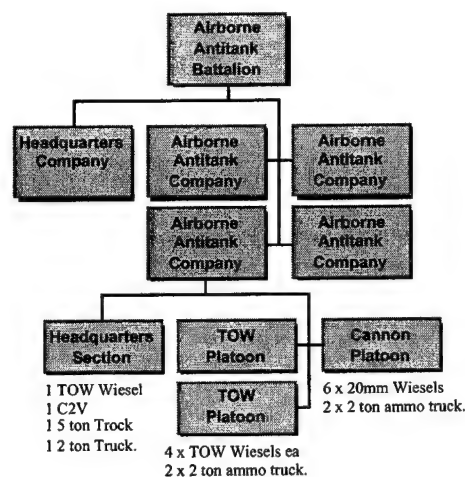 Airborne
Antitank
Battalion
Headquarters
Company
Airborne
Antitank
Company
Airborne
Antitank
Company
Airborne
Antitank
Company
Airborne
Antitank
Company
Headquarters
Section
1 TOW Wiesel
1 C2V
1 5 ton Trock
1 2 ton Truck.
TOW
Platoon
TOW
Platoon
4 x TOW Wiesels ea
2 x 2 ton ammo truck.
Cannon
Platoon
6 x 20mm Wiesels
2 x 2 ton ammo truck.